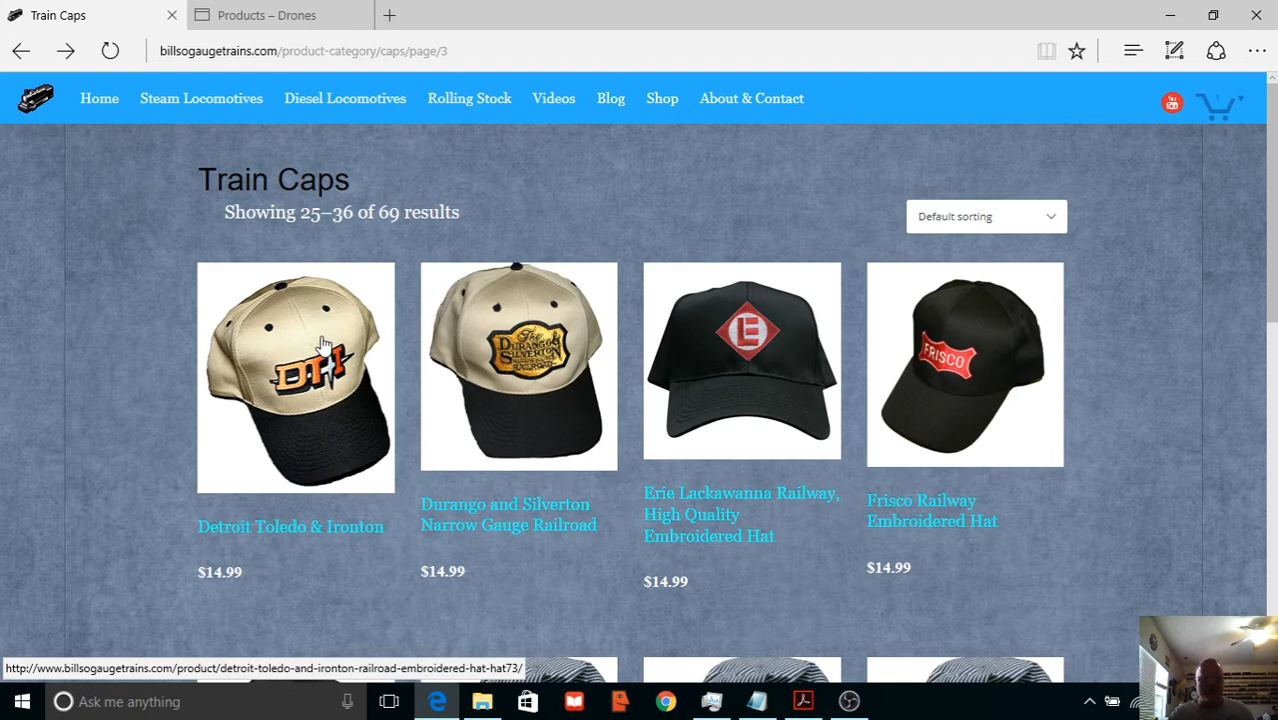 Train Caps
Products – Drones
billsogaugetrains.com/product-category/caps/page/3
Home
Steam Locomotives
Diesel Locomotives
Rolling Stock
Videos
Blog
Shop
About & Contact
You
1
Train Caps
Showing 25–36 of 69 results
Default sorting
DT+I
The
DURANGO &
SILVERTON
NARROW GAUGE
RAILROAD
E
FRISCO
Detroit Toledo & Ironton
$14.99
Durango and Silverton
Narrow Gauge Railroad
$14.99
Erie Lackawanna Railway,
High Quality
Embroidered Hat
$14.99
Frisco Railway
Embroidered Hat
$14.99
http://www.billsogaugetrains.com/product/detroit-toledo-and-ironton-railroad-embroidered-hat-hat73/
Ask me anything